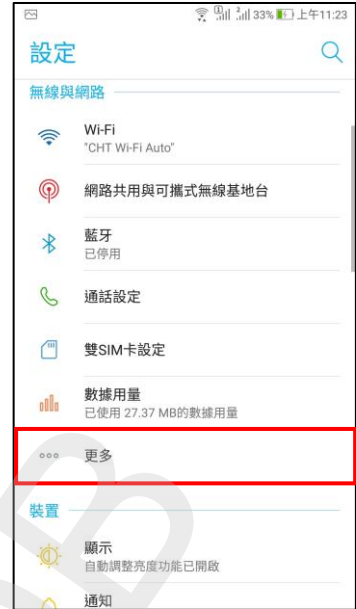 33% 上午11:23
設定
無線與網路
Wi-Fi
"CHT Wi-Fi Auto"
網路共用與可攜式無線基地台
藍牙
已停用
通話設定
雙SIM卡設定
數據用量
已使用 27.37 MB的數據用量
更多
裝置
顯示
自動調整亮度功能已開啟
通知